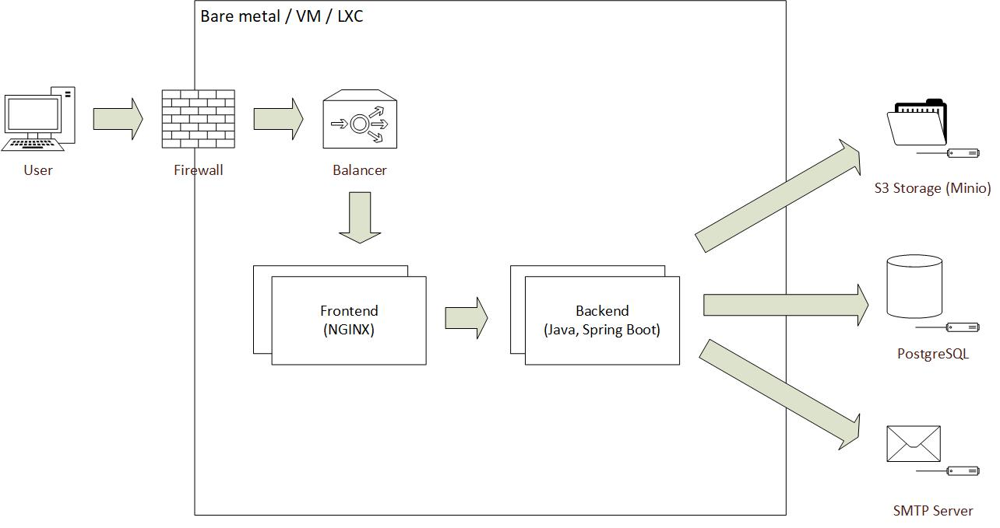 Bare metal / VM / LXC
User
Firewall
Balancer
S3 Storage (Minio)
Frontend
(NGINX)
Backend
(Java, Spring Boot)
PostgreSQL
SMTP Server